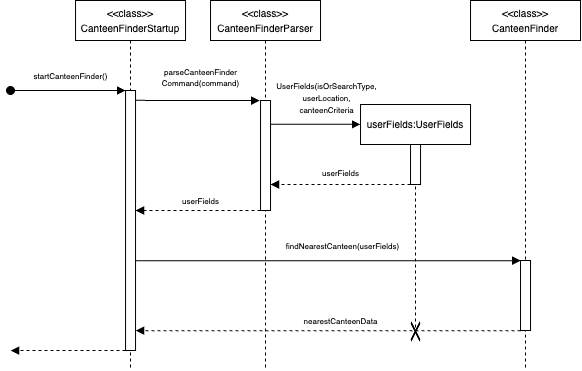 <<class>>
CanteenFinderStartup
<<class>>
CanteenFinderParser
<<class>>
CanteenFinder
startCanteenFinder()
parseCanteenFinder
Command(command)
UserFields(isOrSearchType,
userLocation,
canteenCriteria
userFields:UserFields
userFields
userFields
findNearestCanteen(userFields)
nearestCanteenData